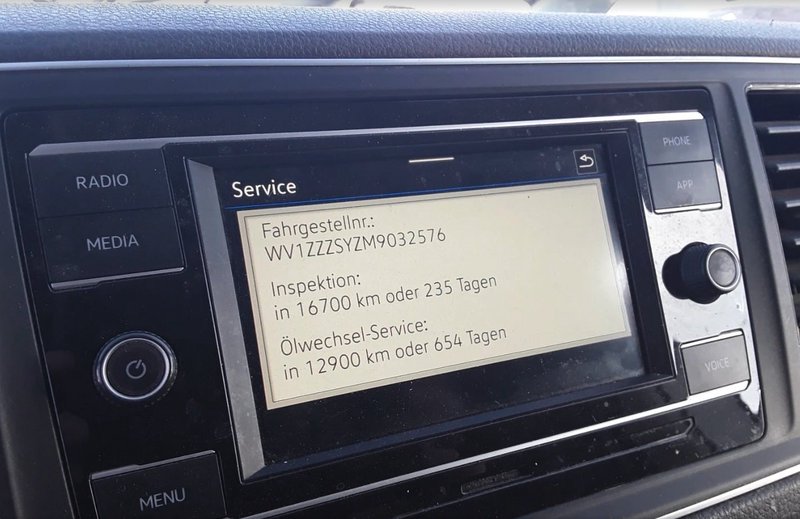 RADIO
MEDIA
MENU
PHONE
APP
VOICE
Service
Fahrgestellnr.:
WV1ZZZSYZM9032576
Inspektion:
in 16700 km oder 235 Tagen
Ölwechsel-Service:
in 12900 km oder 654 Tagen